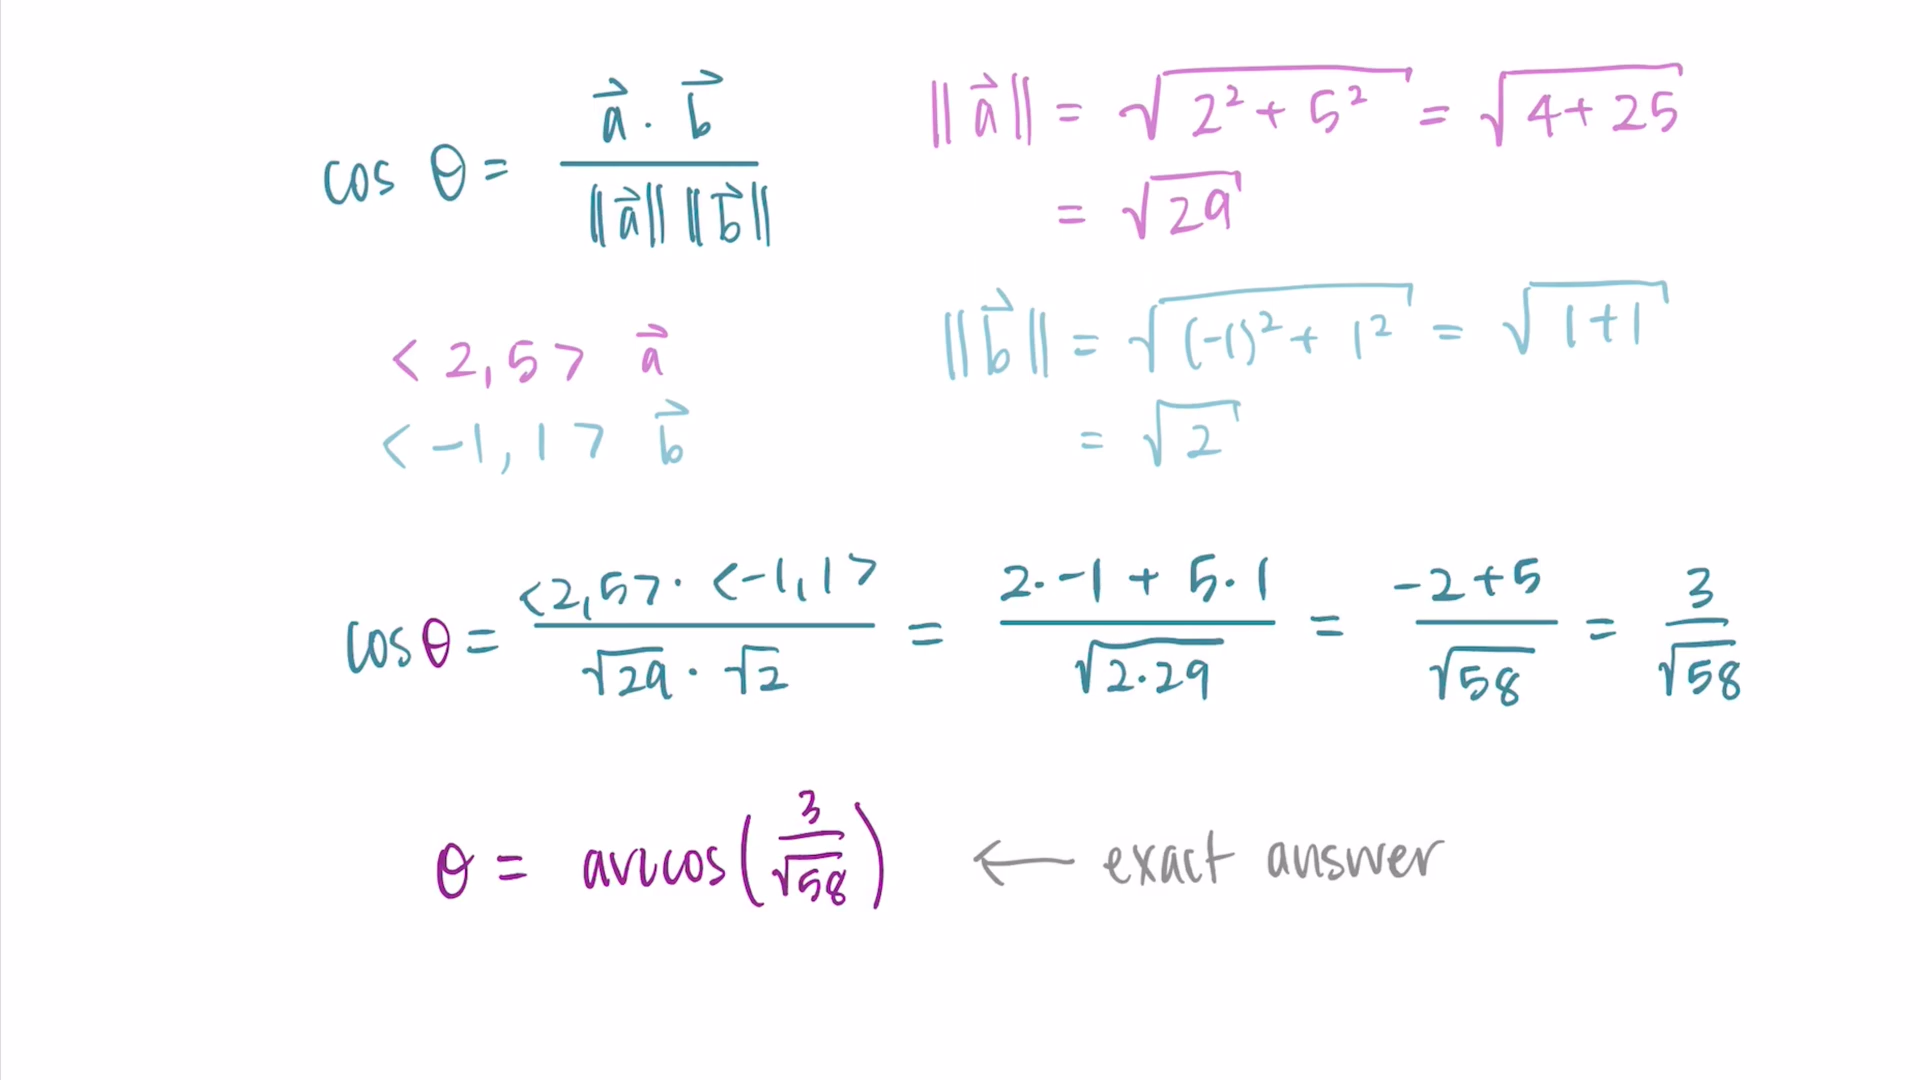 cos θ = (a⃗ · b⃗) / (‖a⃗‖ ‖b⃗‖)
‖a⃗‖ = √(2² + 5²) = √(4 + 25)
= √29
< 2, 5 > a⃗
< -1, 1 > b⃗
‖b⃗‖ = √((-1)² + 1²) = √(1 + 1)
= √2
cos θ = (<2,5> · <-1,1>) / (√29 · √2) = (2 · -1 + 5 · 1) / √(2·29) = (-2 + 5) / √58 = 3 / √58
θ = arccos(3 / √58) ← exact answer